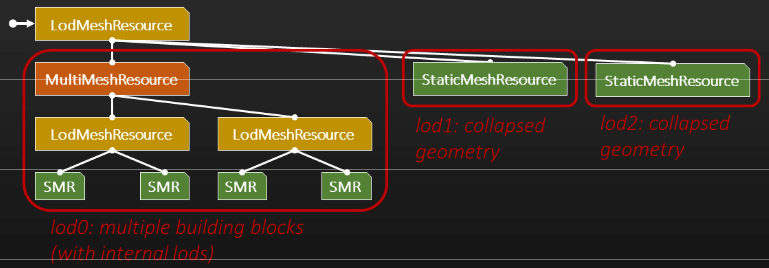 LodMeshResource
MultiMeshResource
StaticMeshResource
StaticMeshResource
LodMeshResource
LodMeshResource
lod1: collapsed
geometry
lod2: collapsed
geometry
SMR
SMR
SMR
SMR
lod0: multiple building blocks
(with internal lods)